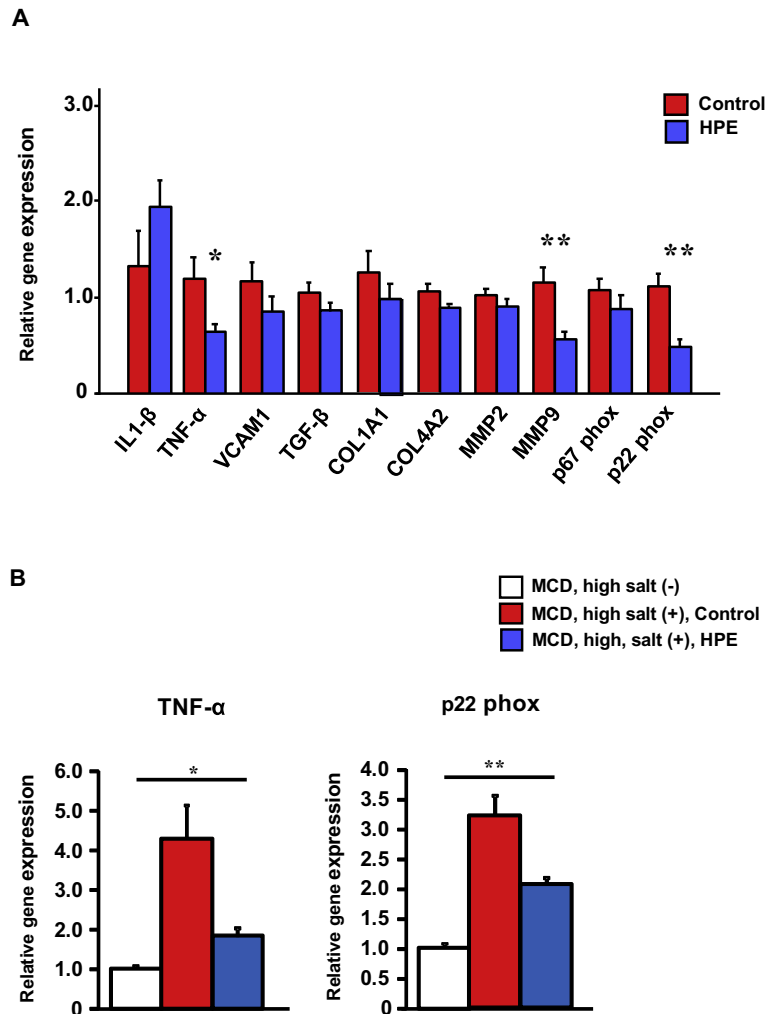 A
3.0
2.0
1.0
0
Relative gene expression
Control
HPE
*
**
**
IL1-β
TNF-α
VCAM1
TGF-β
COL1A1
COL4A2
MMP2
MMP9
p67 phox
p22 phox
B
MCD, high salt (-)
MCD, high salt (+), Control
MCD, high, salt (+), HPE
TNF-α
Relative gene expression
6.0
5.0
4.0
3.0
2.0
1.0
0
*
p22 phox
Relative gene expression
4.0
3.5
3.0
2.5
2.0
1.5
1.0
0.5
0
**